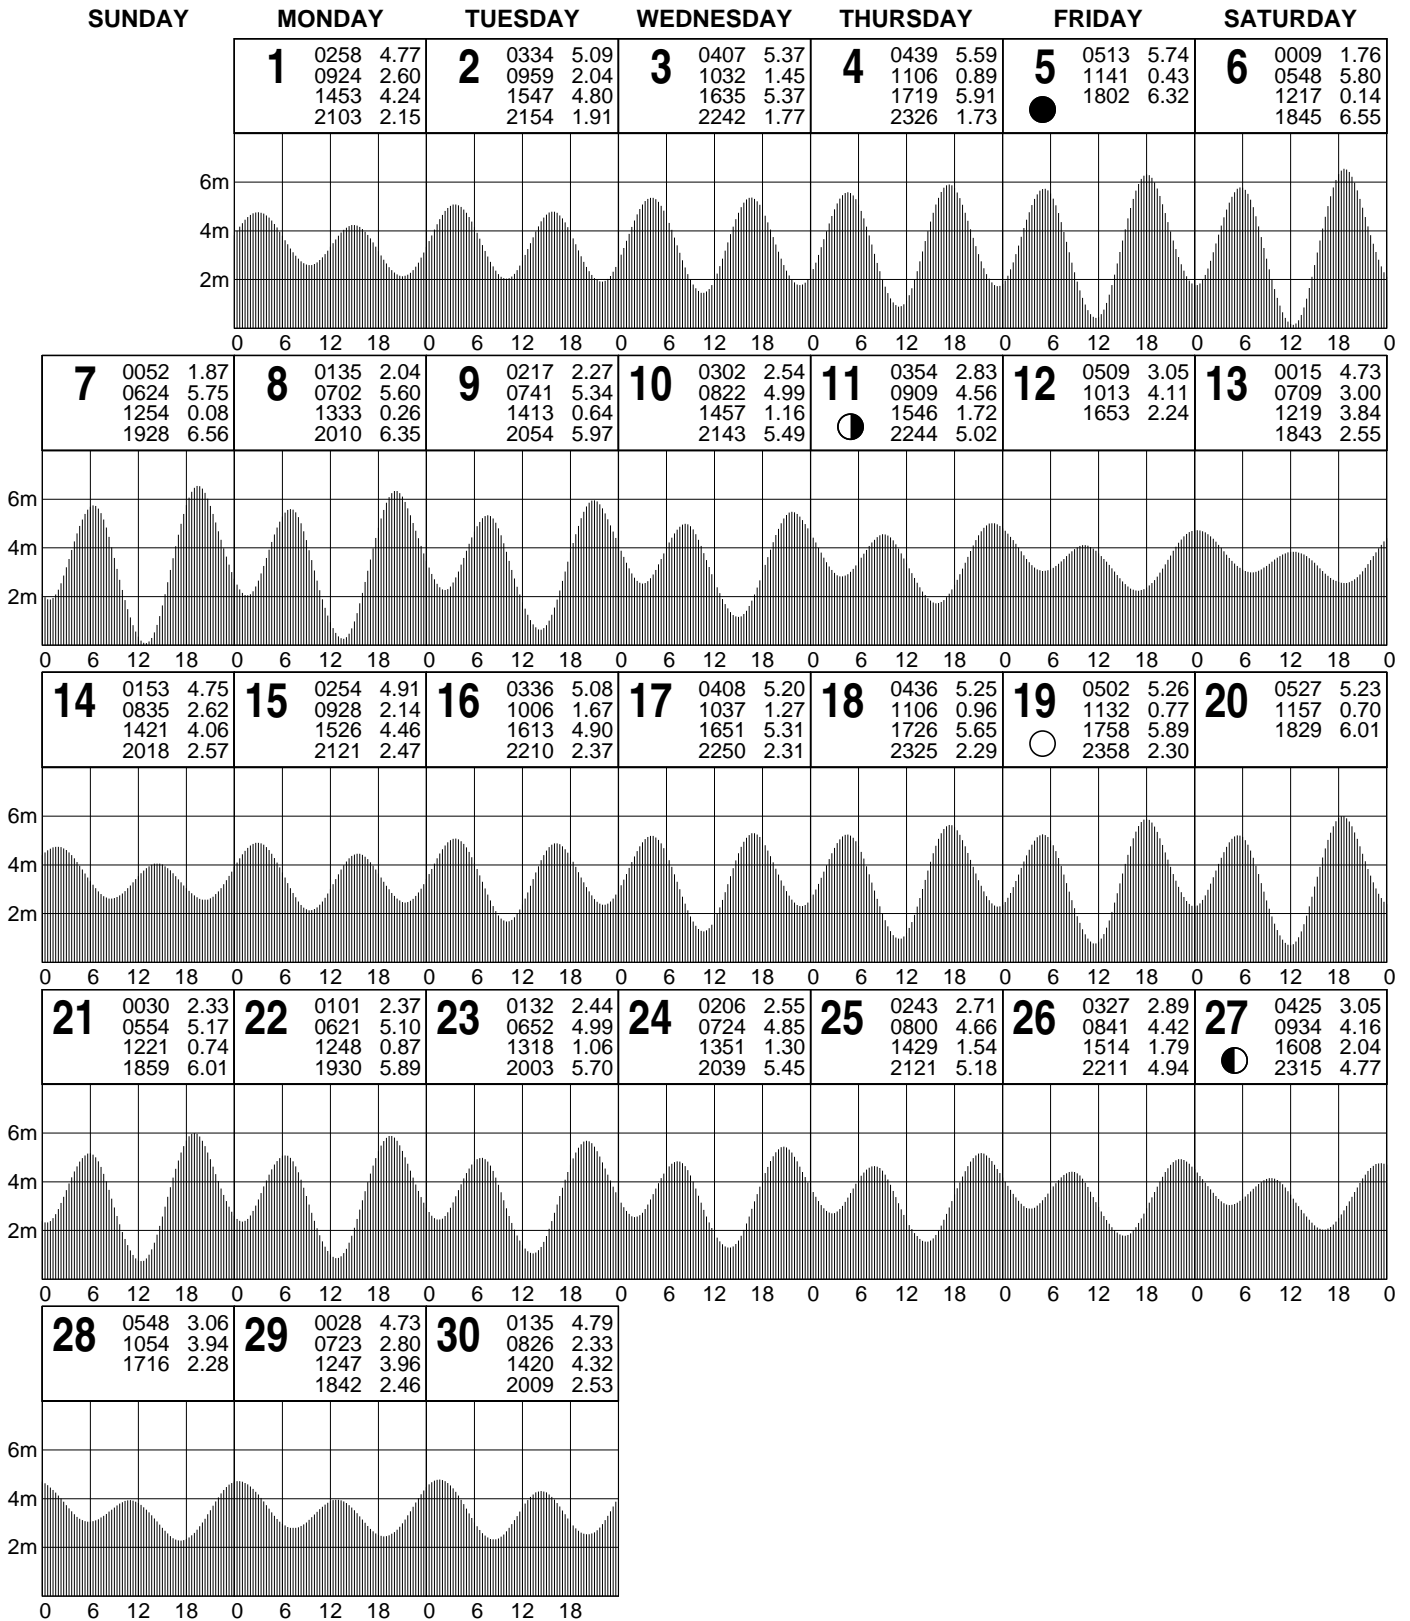 SUNDAY MONDAY TUESDAY WEDNESDAY THURSDAY FRIDAY SATURDAY
1 0258 4.77 2 0334 5.09 3 0407 5.37 4 0439 5.59 5 0513 5.74 6 0009 1.76
0924 2.60 0959 2.04 1032 1.45 1106 0.89 1141 0.43 0548 5.80
1453 4.24 1547 4.80 1635 5.37 1719 5.91 1802 6.32 1217 0.14
2103 2.15 2154 1.91 2242 1.77 2326 1.73 1845 6.55
6m
4m
2m
0 6 12 18 0 6 12 18 0 6 12 18 0 6 12 18 0 6 12 18 0 6 12 18 0
7 0052 1.87 8 0135 2.04 9 0217 2.27 10 0302 2.54 11 0354 2.83 12 0509 3.05 13 0015 4.73
0624 5.75 0702 5.60 0741 5.34 0822 4.99 0909 4.56 1013 4.11 0709 3.00
1254 0.08 1333 0.26 1413 0.64 1457 1.16 1546 1.72 1653 2.24 1219 3.84
1928 6.56 2010 6.35 2054 5.97 2143 5.49 2244 5.02 1843 2.55
6m
4m
2m
0 6 12 18 0 6 12 18 0 6 12 18 0 6 12 18 0 6 12 18 0 6 12 18 0 6 12 18 0
14 0153 4.75 15 0254 4.91 16 0336 5.08 17 0408 5.20 18 0436 5.25 19 0502 5.26 20 0527 5.23
0835 2.62 0928 2.14 1006 1.67 1037 1.27 1106 0.96 1132 0.77 1157 0.70
1421 4.06 1526 4.46 1613 4.90 1651 5.31 1726 5.65 1758 5.89 1829 6.01
2018 2.57 2121 2.47 2210 2.37 2250 2.31 2325 2.29 2358 2.30
6m
4m
2m
0 6 12 18 0 6 12 18 0 6 12 18 0 6 12 18 0 6 12 18 0 6 12 18 0 6 12 18 0
21 0030 2.33 22 0101 2.37 23 0132 2.44 24 0206 2.55 25 0243 2.71 26 0327 2.89 27 0425 3.05
0554 5.17 0621 5.10 0652 4.99 0724 4.85 0800 4.66 0841 4.42 0934 4.16
1221 0.74 1248 0.87 1318 1.06 1351 1.30 1429 1.54 1514 1.79 1608 2.04
1859 6.01 1930 5.89 2003 5.70 2039 5.45 2121 5.18 2211 4.94 2315 4.77
6m
4m
2m
0 6 12 18 0 6 12 18 0 6 12 18 0 6 12 18 0 6 12 18 0 6 12 18 0 6 12 18 0
28 0548 3.06 29 0028 4.73 30 0135 4.79
1054 3.94 0723 2.80 0826 2.33
1716 2.28 1247 3.96 1420 4.32
1842 2.46 2009 2.53
6m
4m
2m
0 6 12 18 0 6 12 18 0 6 12 18